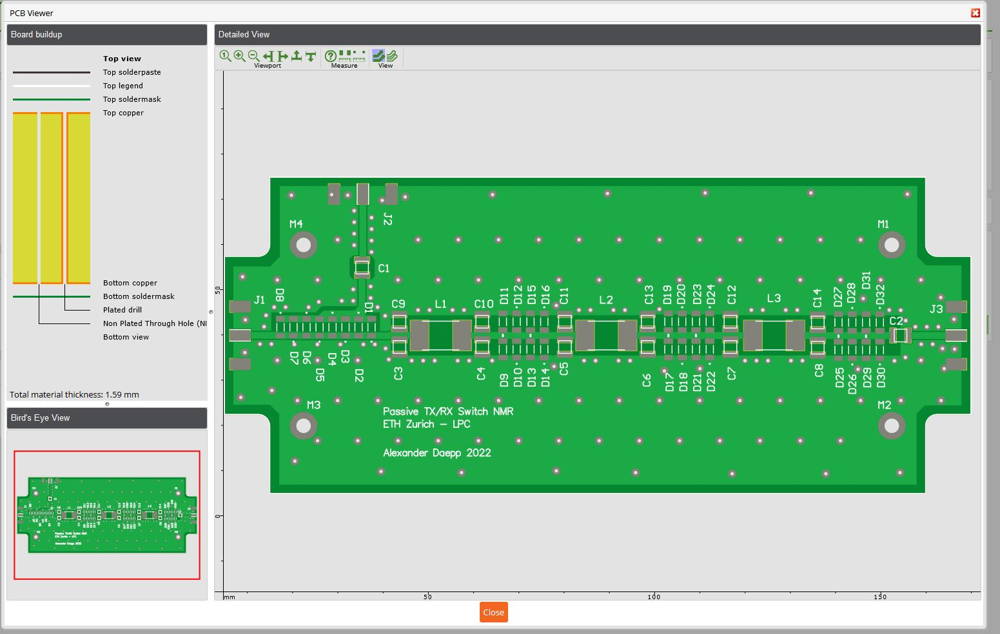 PCB Viewer
Board buildup
Top view
Top solderpaste
Top legend
Top soldermask
Top copper
Bottom copper
Bottom soldermask
Plated drill
Non Plated Through Hole (NI
Bottom view
Total material thickness: 1.59 mm
Bird's Eye View
Detailed View
Viewport
Measure
View
J2
M4
M1
C1
D8
J1
D1
C9
L1
C10
D11
D12
D15
D16
C11
L2
C13
D19
D20
D23
D24
C12
L3
C14
D27
D28
D31
D32
C2
J3
D7
D6
D5
D4
D3
D2
C3
C4
D9
D10
D13
D14
C5
C6
D17
D18
D21
D22
C7
C8
D25
D26
D29
D30
M3
M2
Passive TX/RX Switch NMR
ETH Zurich – LPC
Alexander Daepp 2022
50
0
mm
50
100
150
Close